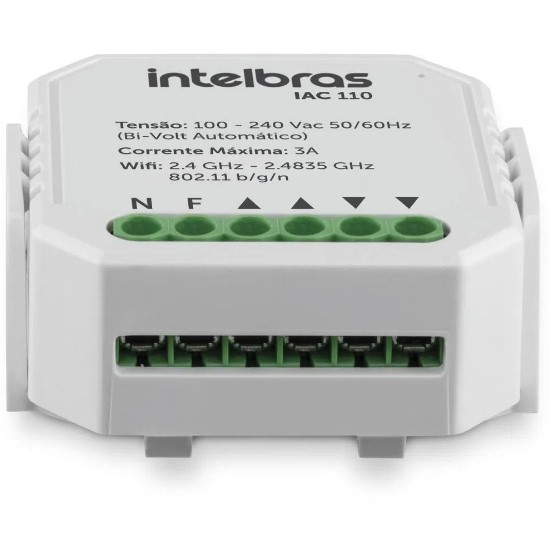 intelbras
IAC 110
Tensão: 100 - 240 Vac 50/60Hz
(Bi-Volt Automático)
Corrente Máxima: 3A
Wifi: 2.4 GHz - 2.4835 GHz
802.11 b/g/n
N F ▲ ▲ ▼ ▼